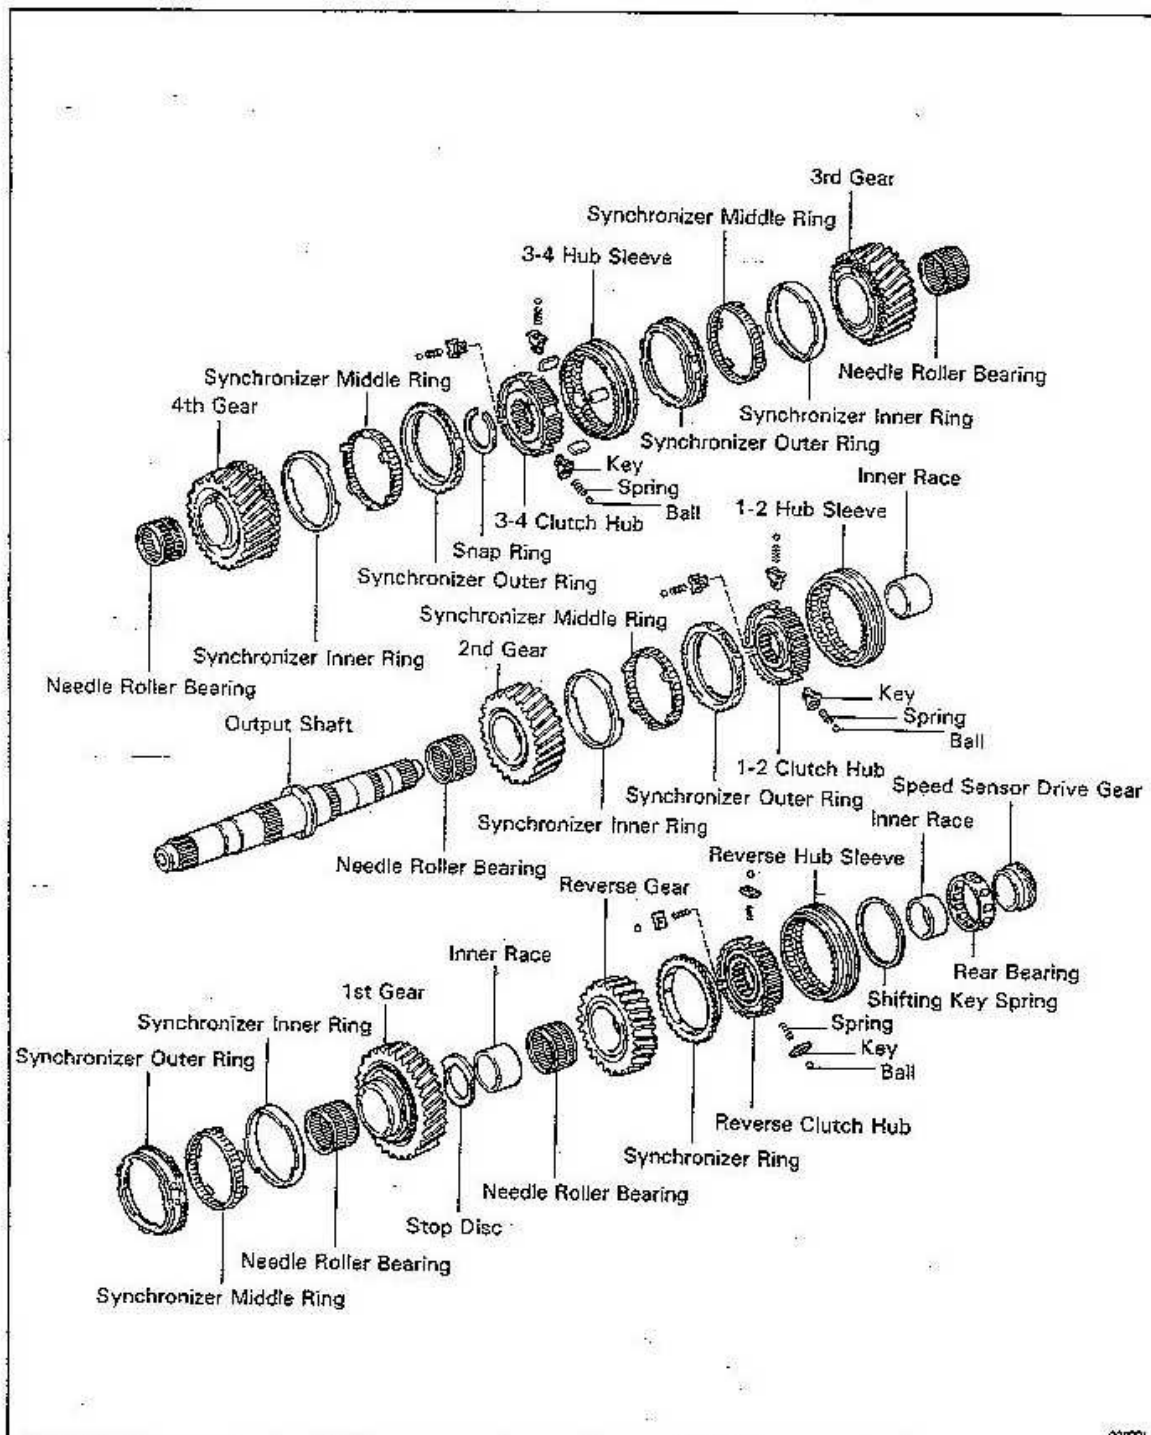 3rd Gear
Synchronizer Middle Ring
3-4 Hub Sleeve
Synchronizer Middle Ring
Needle Roller Bearing
4th Gear
Synchronizer Inner Ring
Synchronizer Outer Ring
Key
Inner Race
Spring
1-2 Hub Sleeve
Ball
3-4 Clutch Hub
Snap Ring
Synchronizer Outer Ring
Synchronizer Middle Ring
Synchronizer Inner Ring
2nd Gear
Needle Roller Bearing
Key
Output Shaft
Spring
Ball
1-2 Clutch Hub
Speed Sensor Drive Gear
Synchronizer Outer Ring
Synchronizer Inner Ring
Inner Race
Needle Roller Bearing
Reverse Hub Sleeve
Reverse Gear
Inner Race
Rear Bearing
1st Gear
Shifting Key Spring
Synchronizer Inner Ring
Spring
Synchronizer Outer Ring
Key
Ball
Reverse Clutch Hub
Synchronizer Ring
Needle Roller Bearing
Stop Disc
Needle Roller Bearing
Synchronizer Middle Ring